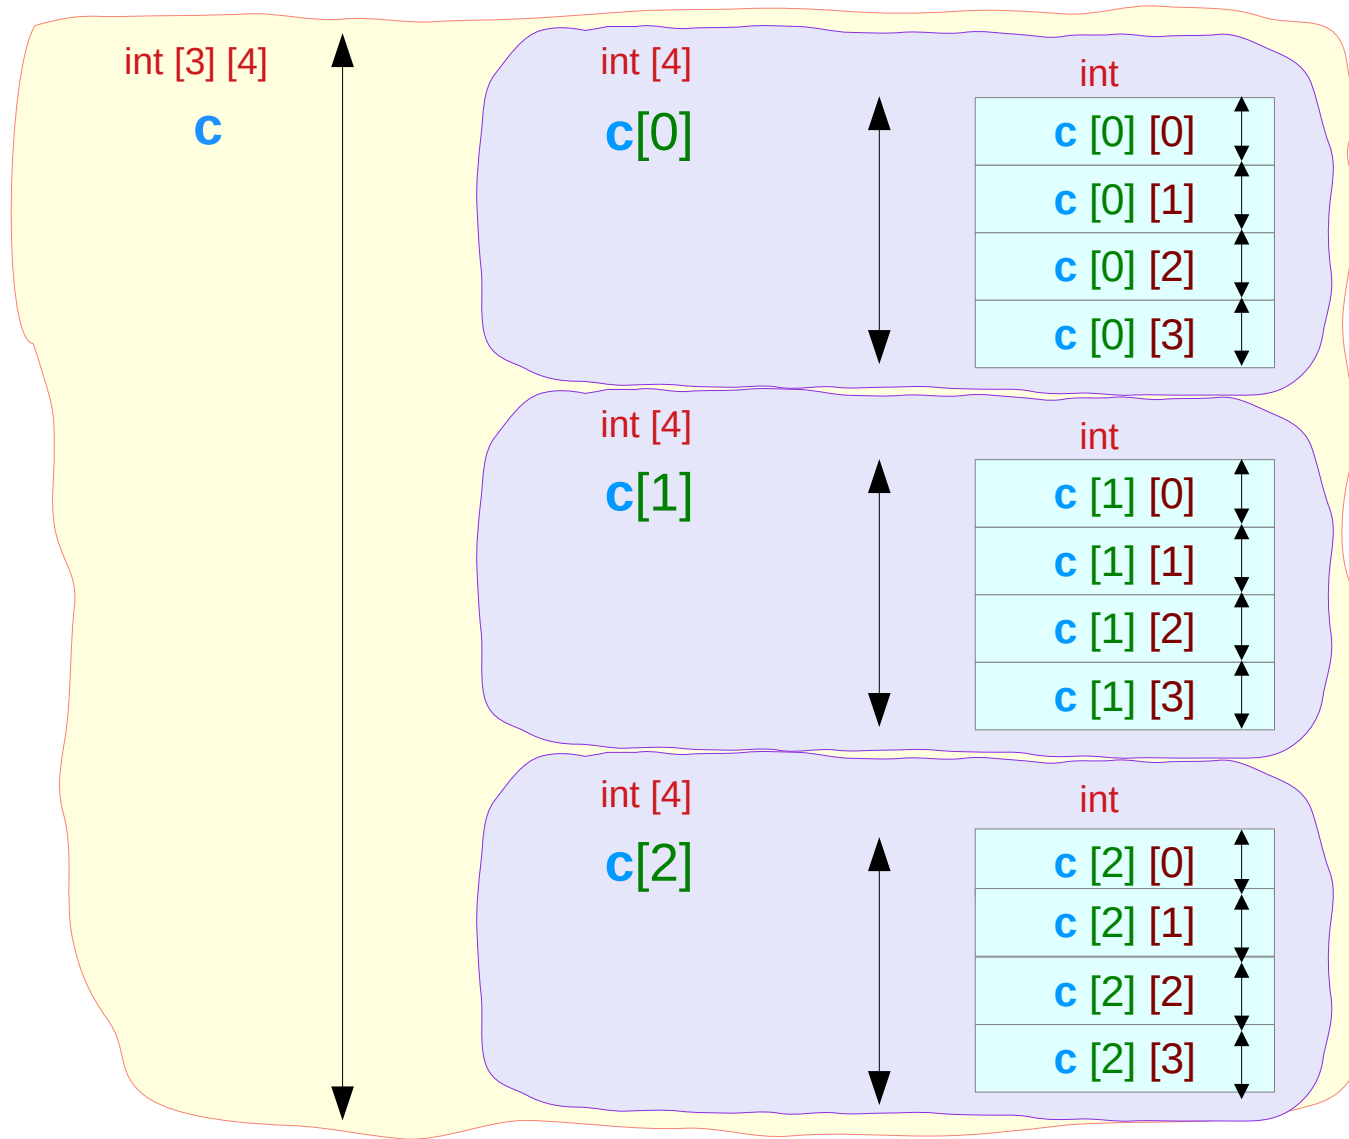 int [3] [4]
c
int [4]
c[0]
int
c [0] [0]
c [0] [1]
c [0] [2]
c [0] [3]
int [4]
c[1]
int
c [1] [0]
c [1] [1]
c [1] [2]
c [1] [3]
int [4]
c[2]
int
c [2] [0]
c [2] [1]
c [2] [2]
c [2] [3]